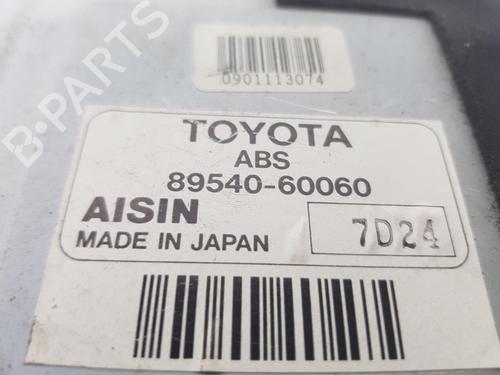 0901113074
TOYOTA
ABS
89540-60060
AISIN
MADE IN JAPAN
7D24
B-PARTS